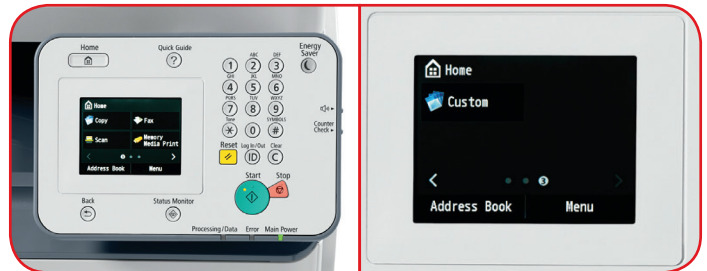 Home
Quick Guide
Energy
Saver
ABC
DEF
1
2
3
GHI
JKL
MNO
4
5
6
PQRS
TUV
WXYZ
7
8
9
Tone
SYMBOLS
0
#
Counter
Check
Reset
Log In/Out
Clear
ID
C
Start
Stop
Home
Copy
Fax
Scan
Memory
Media Print
1
Address Book
Menu
Back
Status Monitor
Processing/Data
Error
Main Power
Home
Custom
3
Address Book
Menu